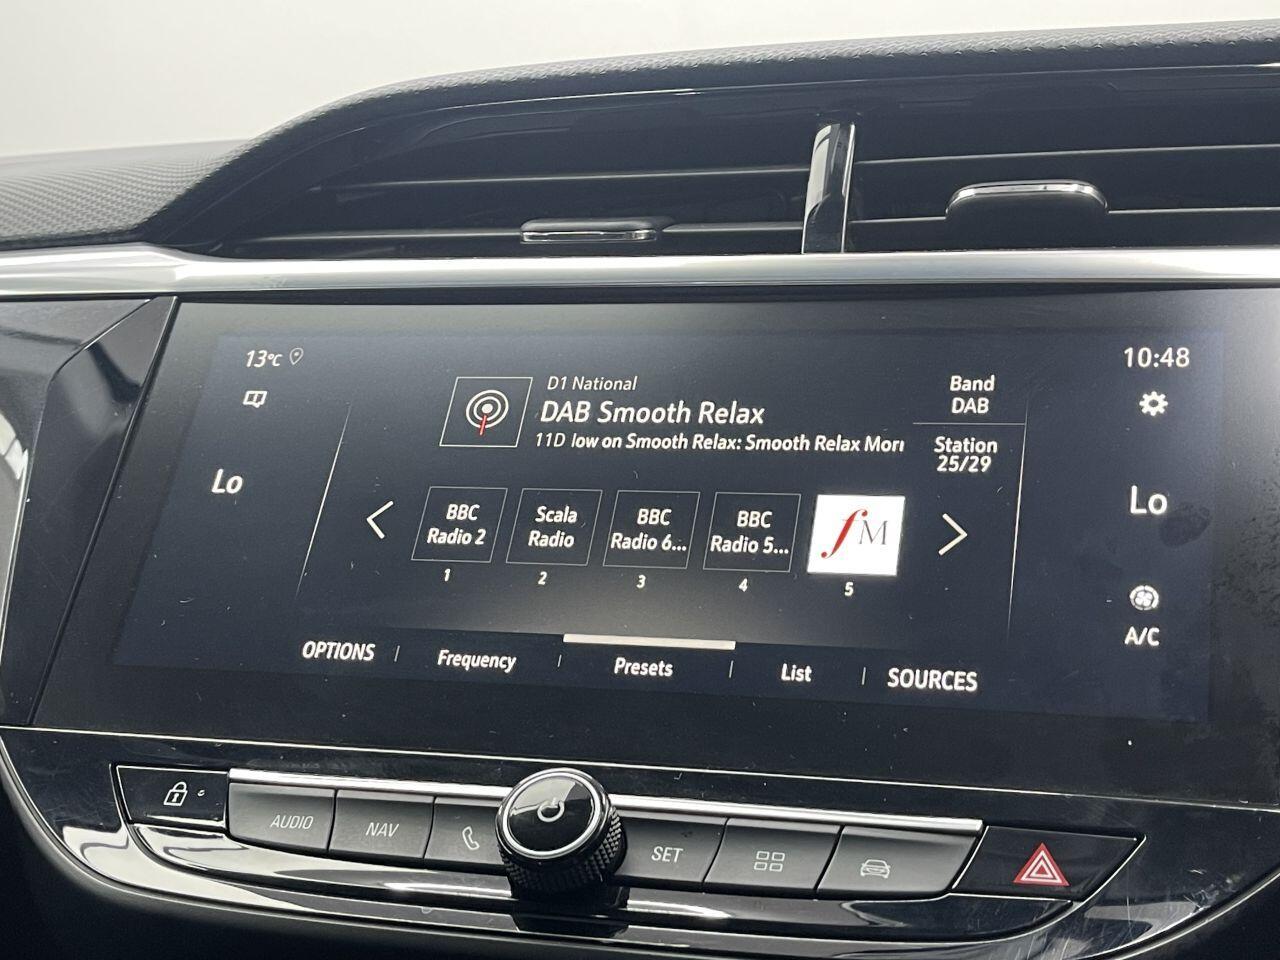 13°C
10:48
D1 National
DAB Smooth Relax
11D low on Smooth Relax: Smooth Relax Mor
Band
DAB
Station
25/29
Lo
Lo
BBC
Radio 2
Scala
Radio
BBC
Radio 6...
BBC
Radio 5...
fM
1
2
3
4
5
A/C
OPTIONS
Frequency
Presets
List
SOURCES
AUDIO
NAV
SET